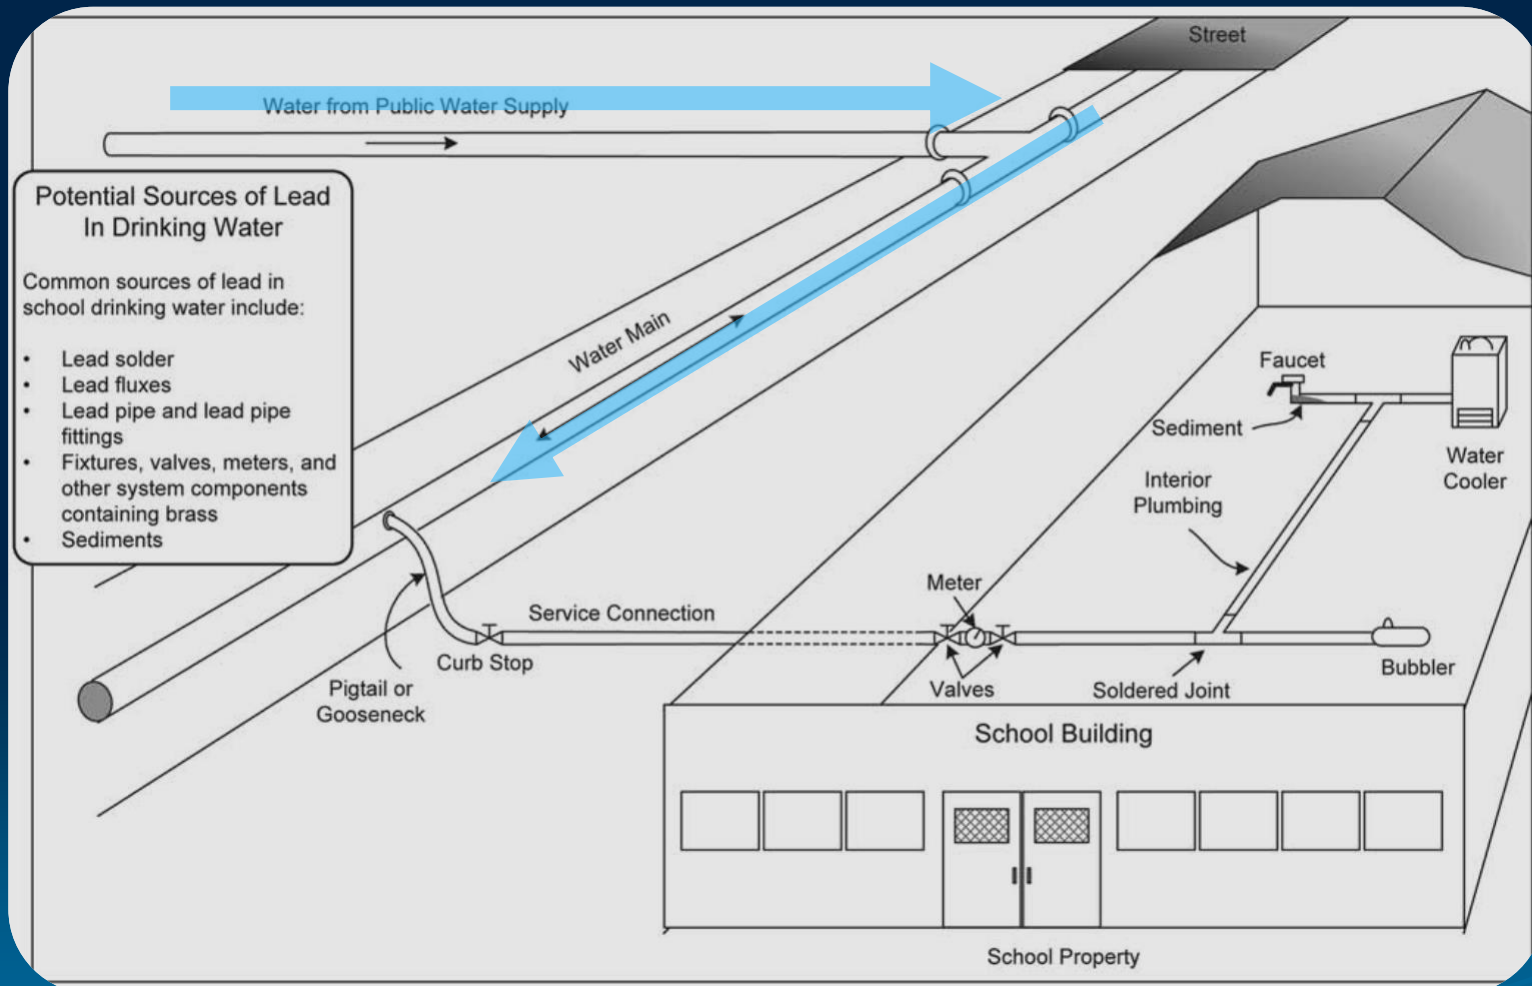 Street
Water from Public Water Supply
Potential Sources of Lead
In Drinking Water
Common sources of lead in
school drinking water include:
• Lead solder
• Lead fluxes
• Lead pipe and lead pipe
fittings
• Fixtures, valves, meters, and
other system components
containing brass
• Sediments
Water Main
Faucet
Sediment
Water
Cooler
Interior
Plumbing
Meter
Service Connection
Curb Stop
Pigtail or
Gooseneck
Valves
Soldered Joint
Bubbler
School Building
School Property